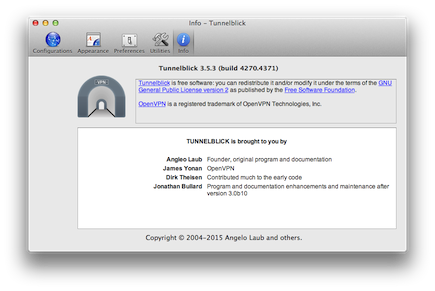 Info – Tunnelblick
Configurations Appearance Preferences Utilities Info
Tunnelblick 3.5.3 (build 4270.4371)
VPN
Tunnelblick is free software: you can redistribute it and/or modify it under the terms of the GNU
General Public License version 2 as published by the Free Software Foundation.
OpenVPN is a registered trademark of OpenVPN Technologies, Inc.
TUNNELBLICK is brought to you by
Angleo Laub Founder, original program and documentation
James Yonan OpenVPN
Dirk Theisen Contributed much to the early code
Jonathan Bullard Program and documentation enhancements and maintenance after
version 3.0b10
Copyright © 2004-2015 Angelo Laub and others.